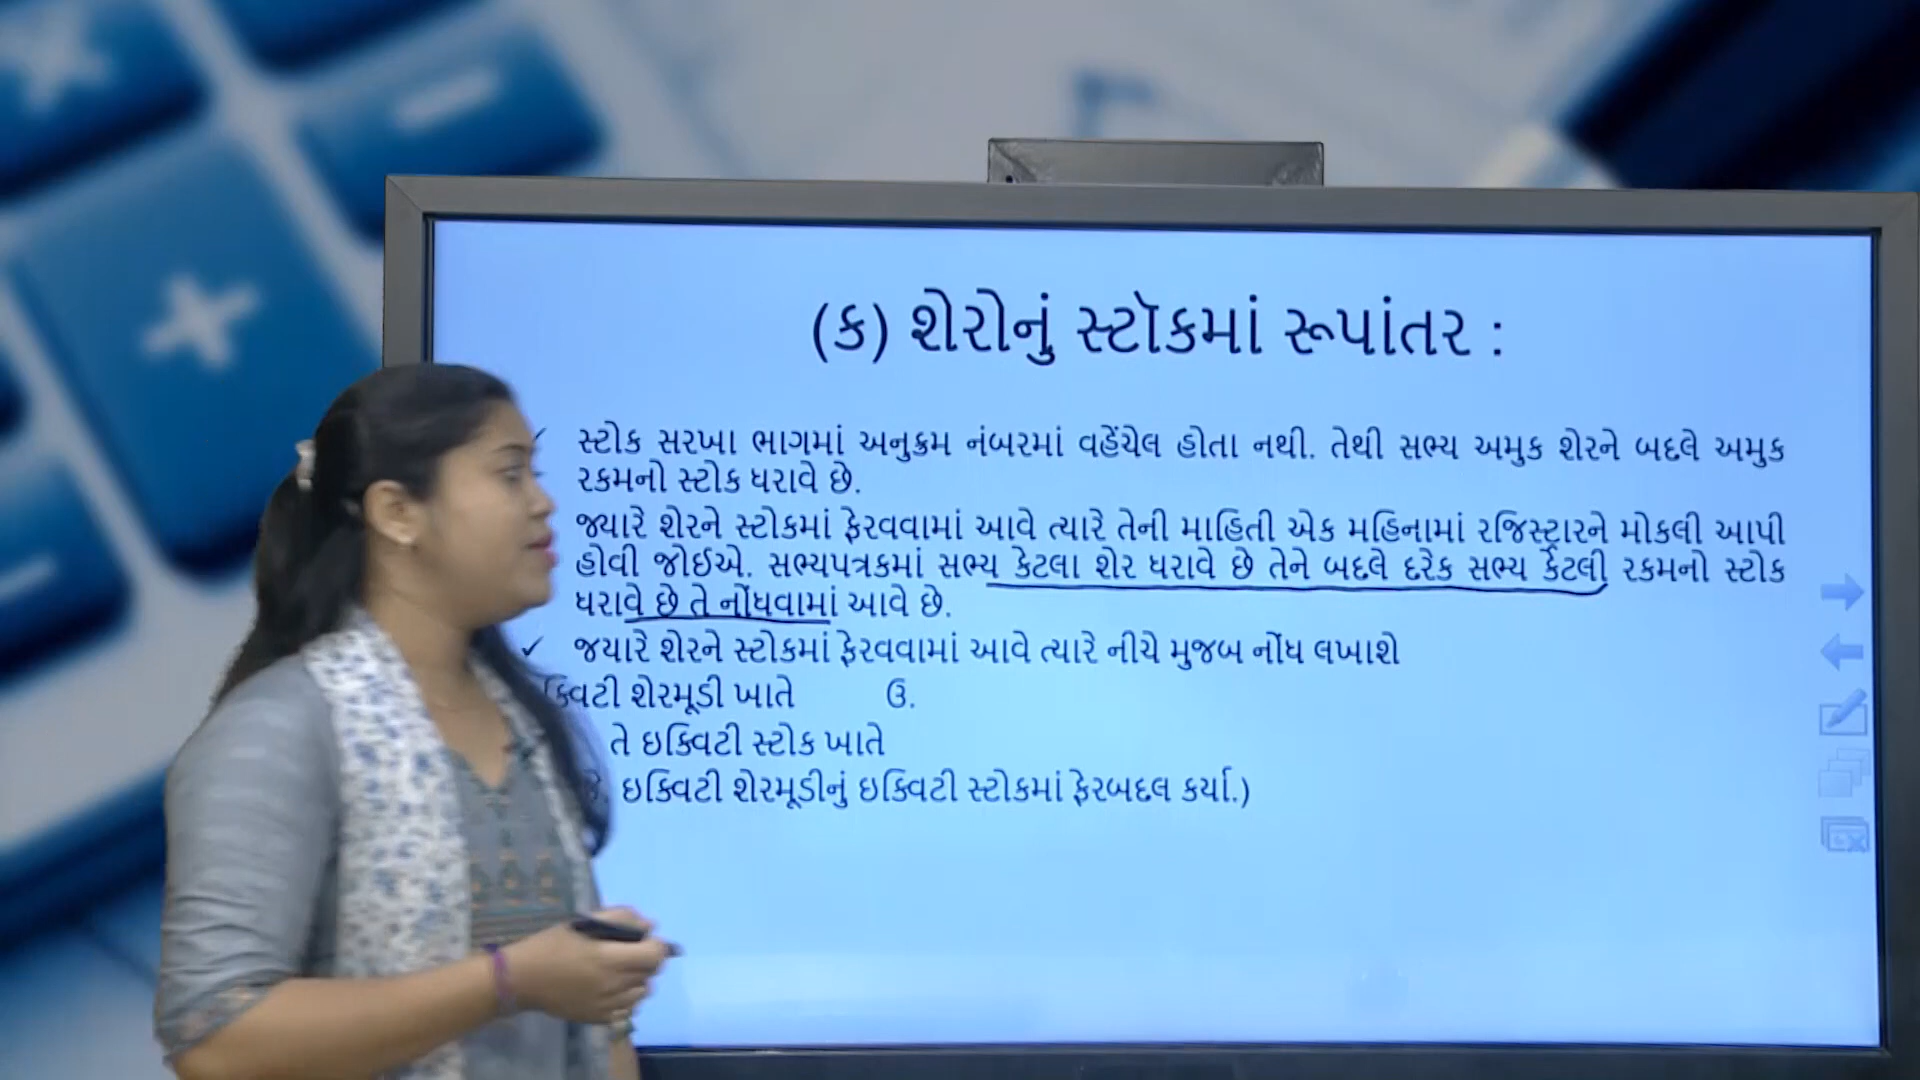 (ક) શેરોનું સ્ટૉકમાં રૂપાંતર :
✓ સ્ટોક સરખા ભાગમાં અનુક્રમ નંબરમાં વહેંચેલ હોતા નથી. તેથી સભ્ય અમુક શેરને બદલે અમુક
રકમનો સ્ટોક ધરાવે છે.
જ્યારે શેરને સ્ટોકમાં ફેરવવામાં આવે ત્યારે તેની માહિતી એક મહિનામાં રજિસ્ટ્રારને મોકલી આપી
હોવી જોઈએ. સભ્યપત્રકમાં સભ્ય કેટલા શેર ધરાવે છે તેને બદલે દરેક સભ્ય કેટલી રકમનો સ્ટોક
ધરાવે છે તે નોંધવામાં આવે છે.
✓ જયારે શેરને સ્ટોકમાં ફેરવવામાં આવે ત્યારે નીચે મુજબ નોંધ લખાશે
ક્વિટી શેરમૂડી ખાતે ઉ.
તે ઇક્વિટી સ્ટોક ખાતે
ઇક્વિટી શેરમૂડીનું ઇક્વિટી સ્ટોકમાં ફેરબદલ કર્યા.)